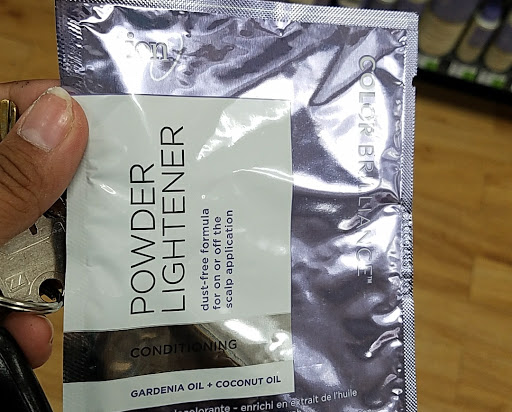 ion
COLOR BRILLIANCE™
POWDER
LIGHTENER
dust-free formula
for on or off the
scalp application
CONDITIONING
GARDENIA OIL + COCONUT OIL
enrichi en extrait de l'huile